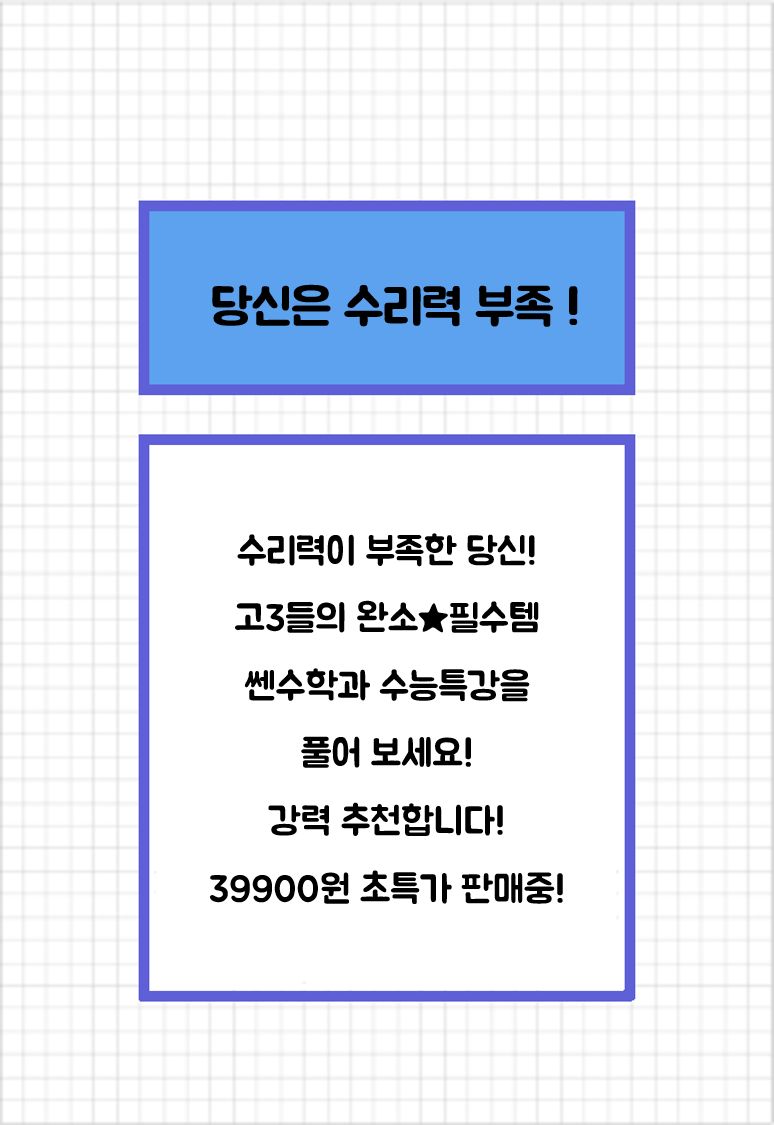 당신은 수리력 부족 !
수리력이 부족한 당신!
고3들의 완소★필수템
쎈수학과 수능특강을
풀어 보세요!
강력 추천합니다!
39900원 초특가 판매중!